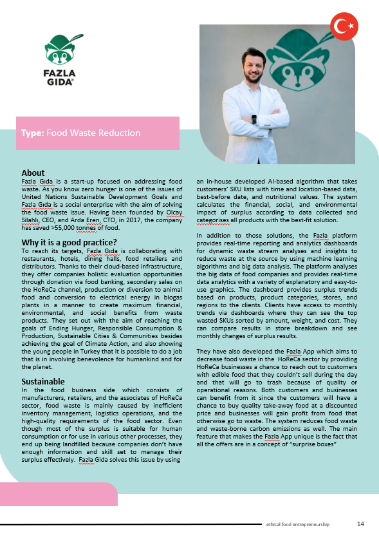 FAZLA
GIDA®
Type: Food Waste Reduction
About
Fazla Gida is a start-up focused on addressing food
waste. As you know zero hunger is one of the issues of
United Nations Sustainable Development Goals and
Fazla Gida is a social enterprise with the aim of solving
the food waste issue. Having been founded by Olcay
Silahlı, CEO, and Arda Eren, CTO, in 2017, the company
has saved >55,000 tonnes of food.
Why it is a good practice?
To reach its targets, Fazla Gida is collaborating with
restaurants, hotels, dining halls, food retailers and
distributors. Thanks to their cloud-based infrastructure,
they offer companies holistic evaluation opportunities
through donation via food banking, secondary sales on
the HoReCa channel, production or diversion to animal
food and conversion to electrical energy in biogas
plants in a manner to create maximum financial,
environmental, and social benefits from waste
products. They set out with the aim of reaching the
goals of Ending Hunger, Responsible Consumption &
Production, Sustainable Cities & Communities besides
achieving the goal of Climate Action, and also showing
the young people in Turkey that it is possible to do a job
that is in involving benevolence for humankind and for
the planet.
Sustainable
In the food business side which consists of
manufacturers, retailers, and the associates of HoReCa
sector, food waste is mainly caused by inefficient
inventory management, logistics operations, and the
high-quality requirements of the food sector. Even
though most of the surplus is suitable for human
consumption or for use in various other processes, they
end up being landfilled because companies don't have
enough information and skill set to manage their
surplus effectively. Fazla Gida solves this issue by using
an in-house developed AI-based algorithm that takes
customers' SKU lists with time and location-based data,
best-before date, and nutritional values. The system
calculates the financial, social, and environmental
impact of surplus according to data collected and
categorises all products with the best-fit solution.
In addition to those solutions, the Fazla platform
provides real-time reporting and analytics dashboards
for dynamic waste stream analyses and insights to
reduce waste at the source by using machine learning
algorithms and big data analysis. The platform analyses
the big data of food companies and provides real-time
data analytics with a variety of explanatory and easy-to-
use graphics. The dashboard provides surplus trends
based on products, product categories, stores, and
regions to the clients. Clients have access to monthly
trends via dashboards where they can see the top
wasted SKUs sorted by amount, weight, and cost. They
can compare results in store breakdown and see
monthly changes of surplus results.
They have also developed the Fazla App which aims to
decrease food waste in the HoReCa sector by providing
HoReCa businesses a chance to reach out to customers
with edible food that they couldn't sell during the day
and that will go to trash because of quality or
operational reasons. Both customers and businesses
can benefit from it since the customers will have a
chance to buy quality take-away food at a discounted
price and businesses will gain profit from food that
otherwise go to waste. The system reduces food waste
and waste-borne carbon emissions as well. The main
feature that makes the Fazla App unique is the fact that
all the offers are in a concept of "surprise boxes"
ethical food entrepreneurship
14